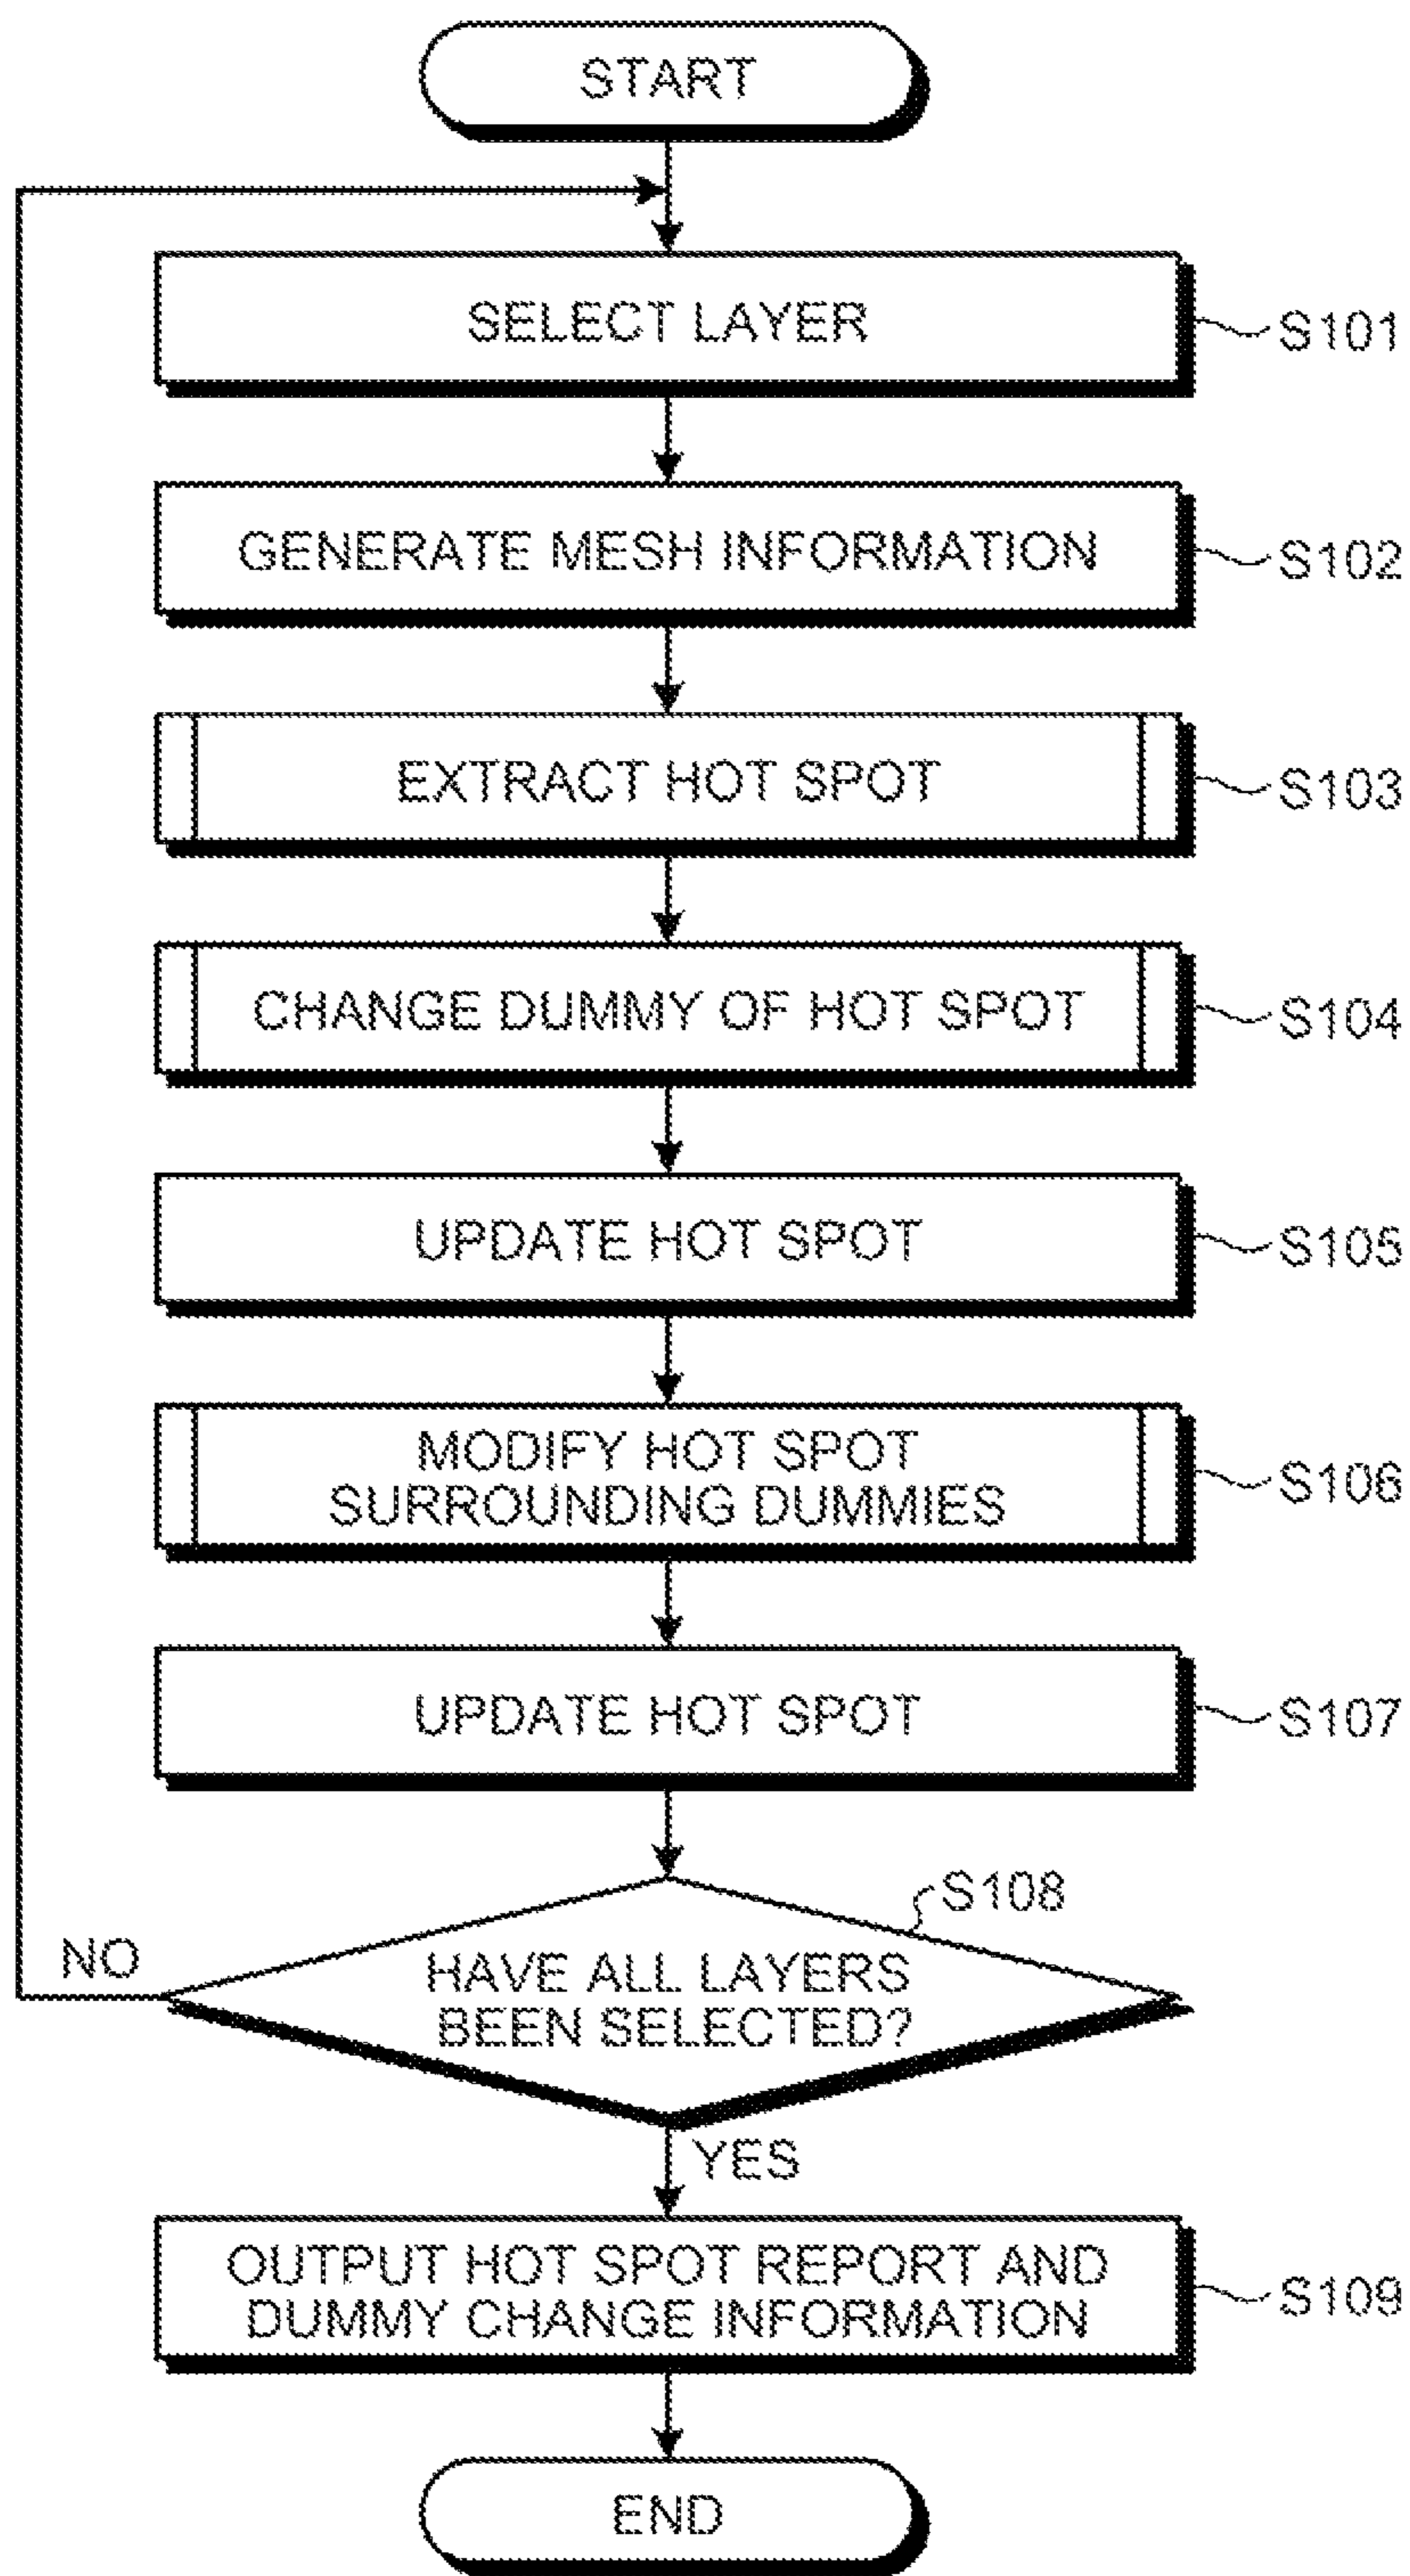 START
SELECT LAYER
S101
GENERATE MESH INFORMATION
S102
EXTRACT HOT SPOT
S103
CHANGE DUMMY OF HOT SPOT
S104
UPDATE HOT SPOT
S105
MODIFY HOT SPOT
SURROUNDING DUMMIES
S106
UPDATE HOT SPOT
S107
S108
NO
HAVE ALL LAYERS
BEEN SELECTED?
YES
OUTPUT HOT SPOT REPORT AND
DUMMY CHANGE INFORMATION
S109
END